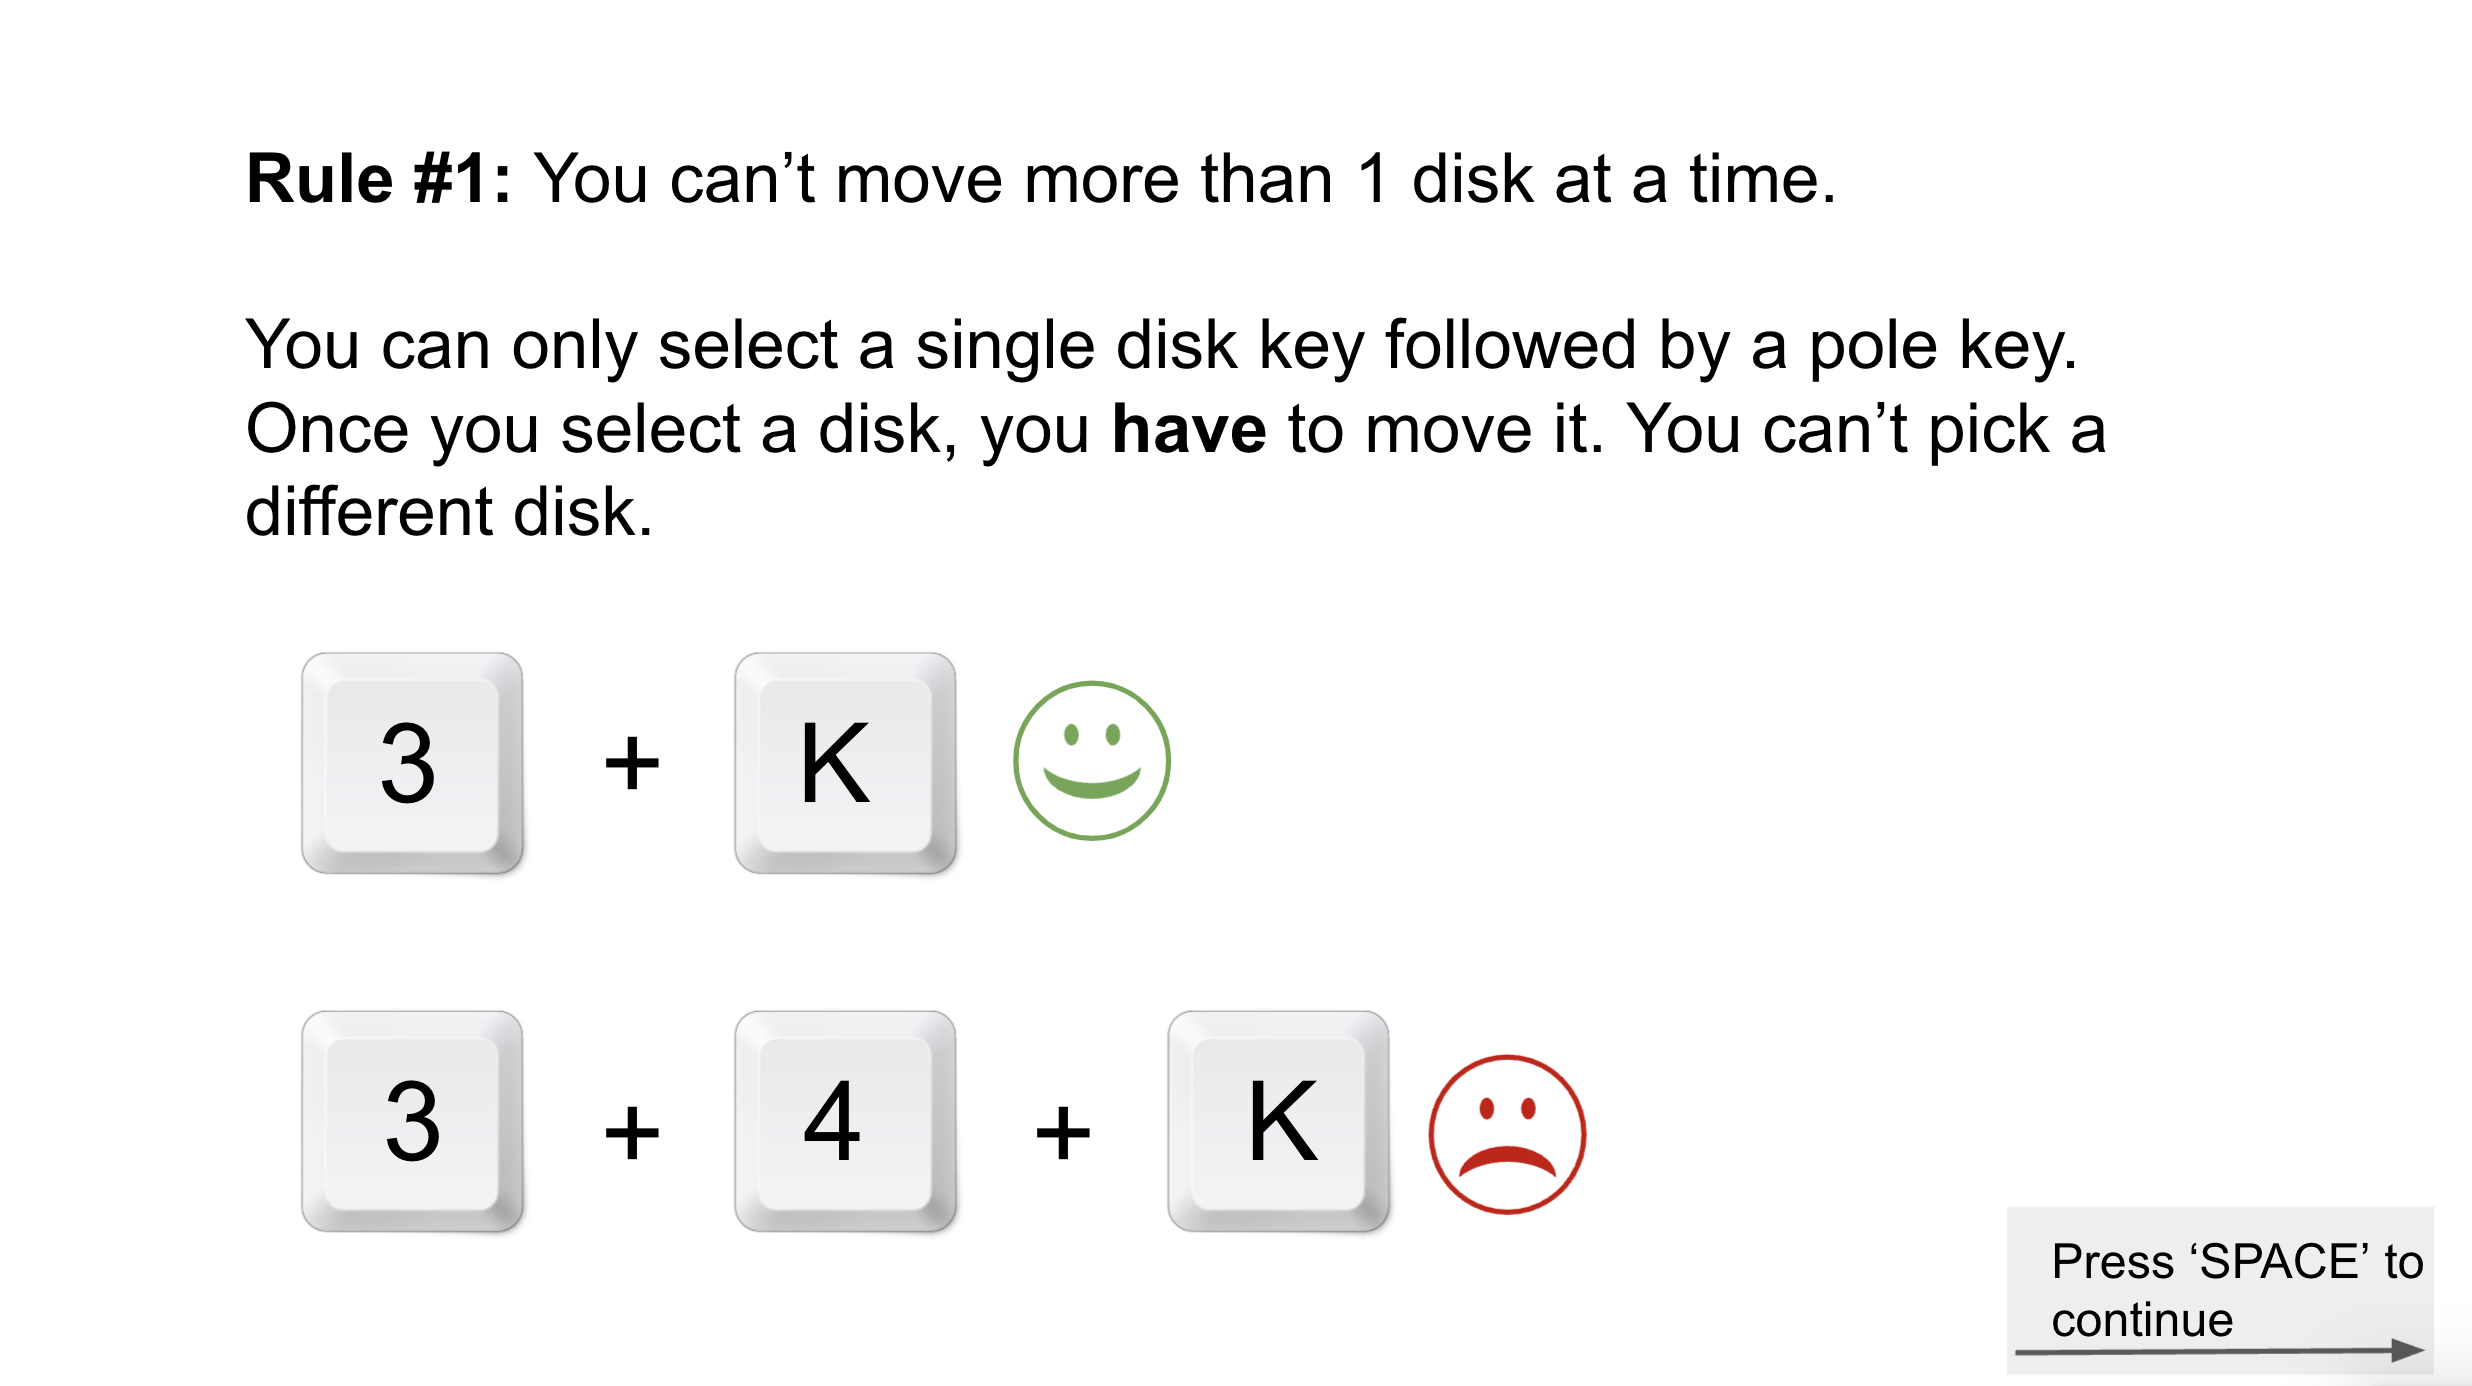 Rule #1: You can’t move more than 1 disk at a time.
You can only select a single disk key followed by a pole key.
Once you select a disk, you have to move it. You can’t pick a
different disk.
3 + K
3 + 4 + K
Press ‘SPACE’ to
continue